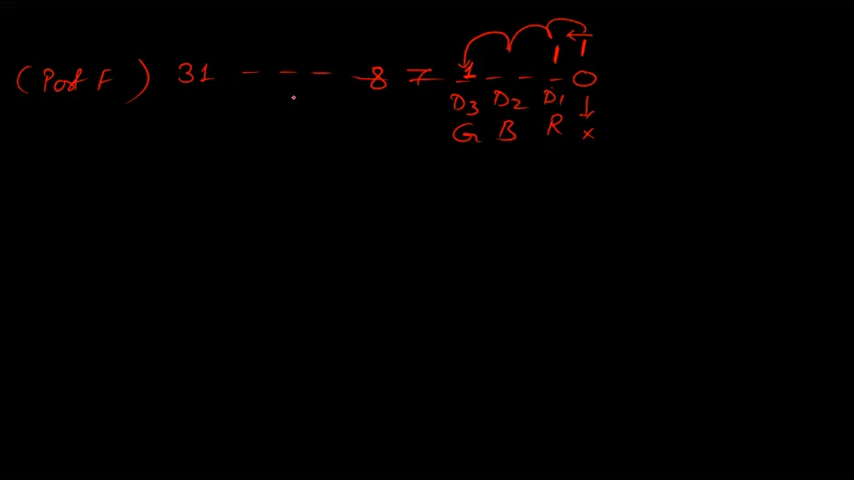 1 1
(Port F) 31 - - - 8 7 1 - - - 0
D3 D2 D1 ↓
G B R x